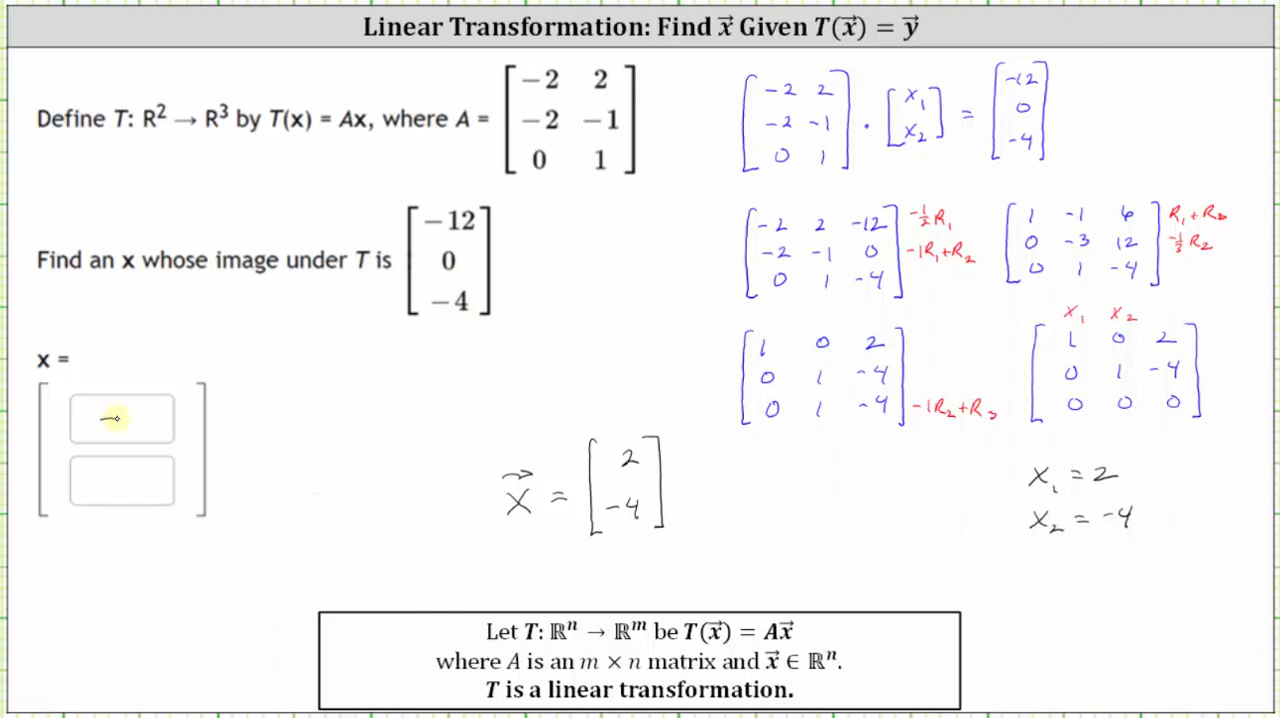 Linear Transformation: Find x⃗ Given T(x⃗) = y⃗
Define T: R² → R³ by T(x) = Ax, where A =
−2 2
−2 −1
0 1
Find an x whose image under T is
−12
0
−4
x =
x⃗ =
2
−4
-2 2
-2 -1
0 1
·
x₁
x₂
=
-12
0
-4
-2 2 -12 -½R₁
-2 -1 0 -1R₁+R₂
0 1 -4
1 -1 6
0 -3 12 -⅓R₂
0 1 -4
1 0 2
0 1 -4
0 1 -4 -1R₂+R₃
x₁ x₂
1 0 2
0 1 -4
0 0 0
x₁ = 2
x₂ = -4
Let T: ℝⁿ → ℝᵐ be T(x⃗) = Ax⃗
where A is an m × n matrix and x⃗ ∈ ℝⁿ.
T is a linear transformation.